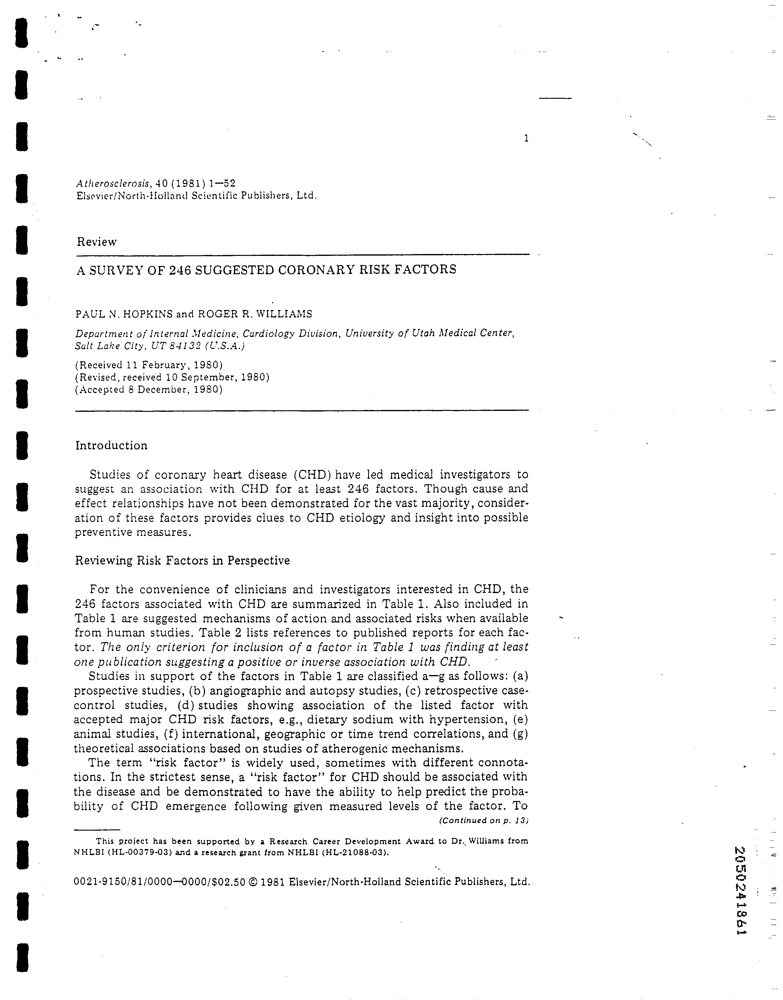 1
Atherosclerosis, 40 (1981) 1—52
Elsevier/North-Holland Scientific Publishers, Ltd.
Review
A SURVEY OF 246 SUGGESTED CORONARY RISK FACTORS
PAUL N. HOPKINS and ROGER R. WILLIAMS
Department of Internal Medicine, Cardiology Division, University of Utah Medical Center,
Salt Lake City, UT 84132 (U.S.A.)
(Received 11 February, 1980)
(Revised, received 10 September, 1980)
(Accepted 8 December, 1980)
Introduction
Studies of coronary heart disease (CHD) have led medical investigators to
suggest an association with CHD for at least 246 factors. Though cause and
effect relationships have not been demonstrated for the vast majority, consider-
ation of these factors provides clues to CHD etiology and insight into possible
preventive measures.
Reviewing Risk Factors in Perspective
For the convenience of clinicians and investigators interested in CHD, the
246 factors associated with CHD are summarized in Table 1. Also included in
Table 1 are suggested mechanisms of action and associated risks when available
from human studies. Table 2 lists references to published reports for each fac-
tor. The only criterion for inclusion of a factor in Table 1 was finding at least
one publication suggesting a positive or inverse association with CHD.
Studies in support of the factors in Table 1 are classified a—g as follows: (a)
prospective studies, (b) angiographic and autopsy studies, (c) retrospective case-
control studies, (d) studies showing association of the listed factor with
accepted major CHD risk factors, e.g., dietary sodium with hypertension, (e)
animal studies, (f) international, geographic or time trend correlations, and (g)
theoretical associations based on studies of atherogenic mechanisms.
The term “risk factor” is widely used, sometimes with different connota-
tions. In the strictest sense, a “risk factor” for CHD should be associated with
the disease and be demonstrated to have the ability to help predict the proba-
bility of CHD emergence following given measured levels of the factor. To
(Continued on p. 13)
This project has been supported by a Research Career Development Award to Dr. Williams from
NHLBI (HL-00379-03) and a research grant from NHLBI (HL-21088-03).
0021-9150/81/0000—0000/$02.50 © 1981 Elsevier/North-Holland Scientific Publishers, Ltd.
2050241861